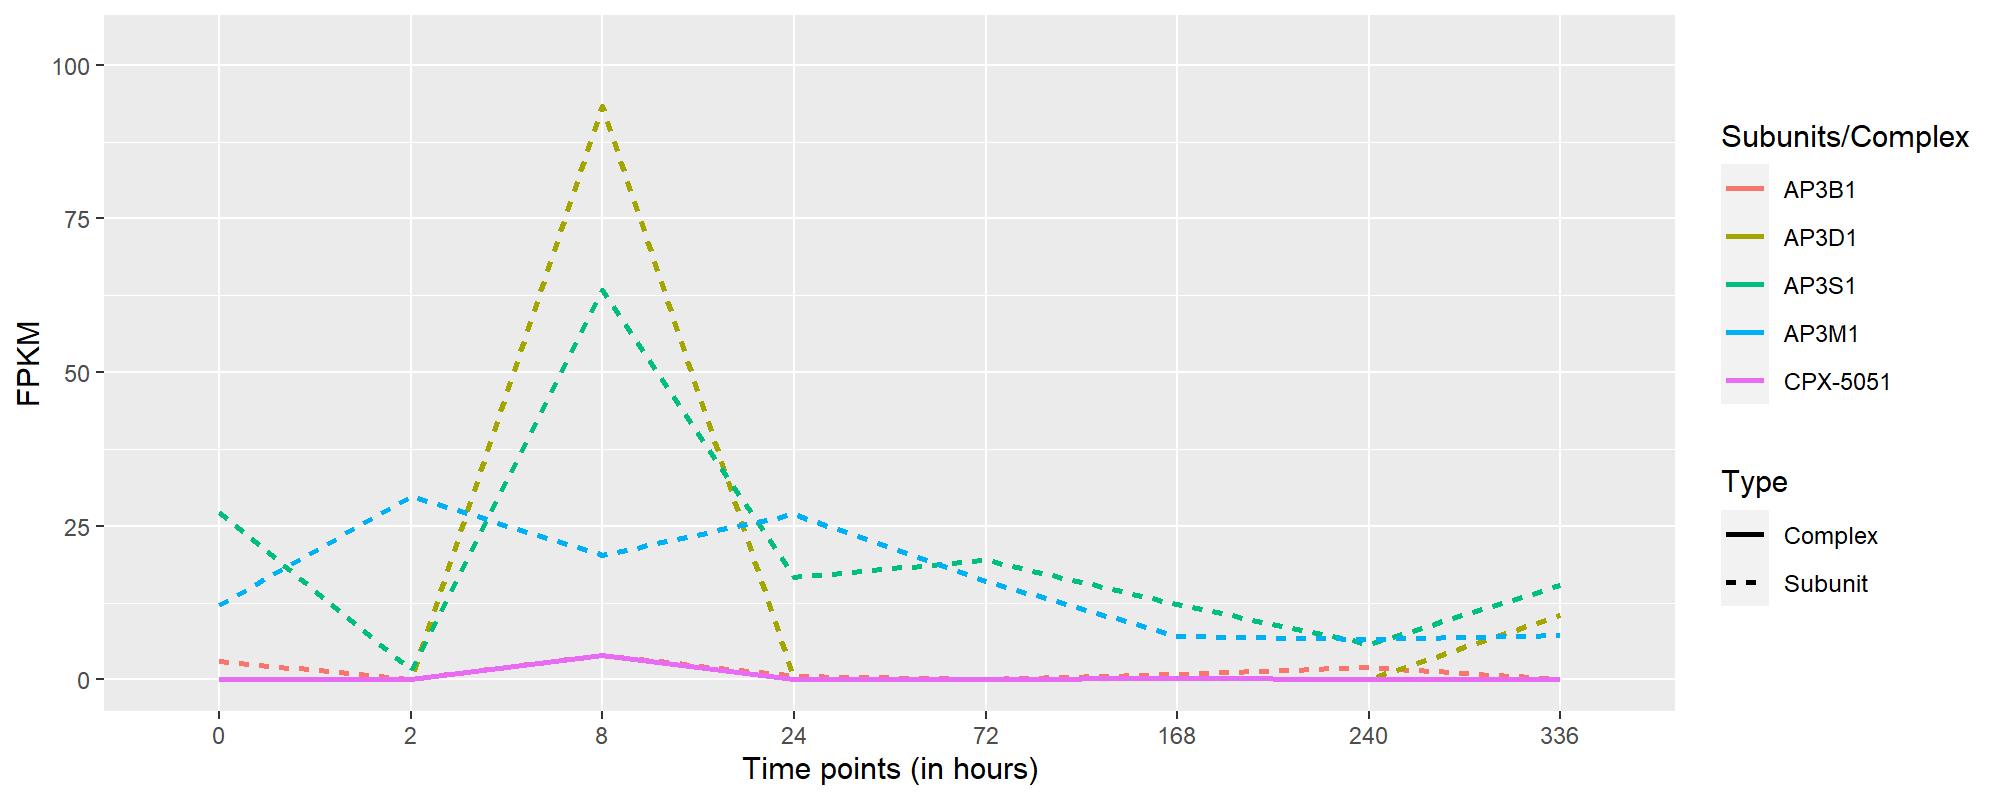 FPKM
100
75
50
25
0
0 2 8 24 72 168 240 336
Time points (in hours)
Subunits/Complex
AP3B1
AP3D1
AP3S1
AP3M1
CPX-5051
Type
Complex
Subunit